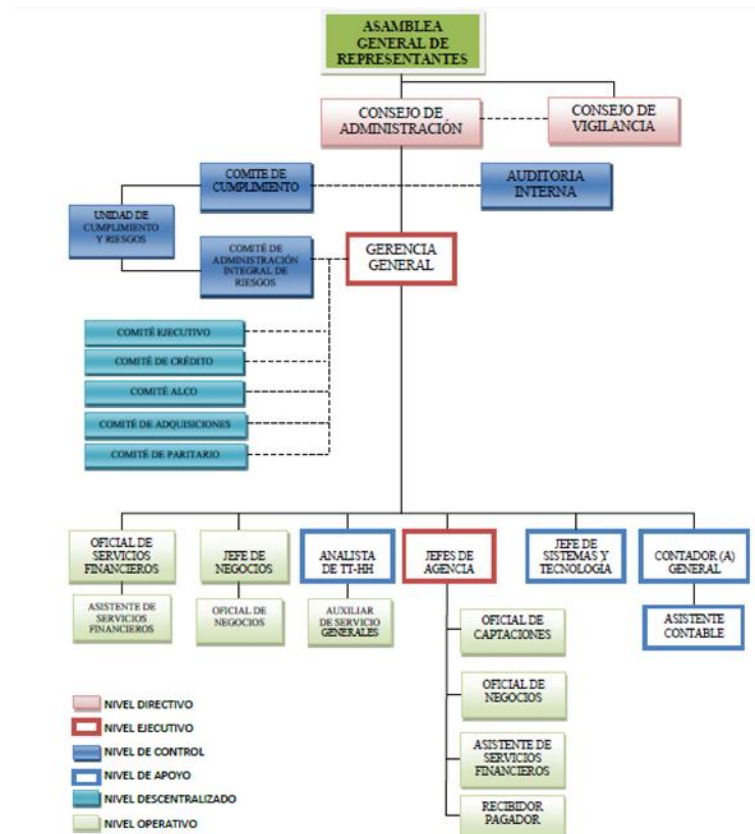 ASAMBLEA
GENERAL DE
REPRESENTANTES
CONSEJO DE
ADMINISTRACIÓN
CONSEJO DE
VIGILANCIA
COMITE DE
CUMPLIMIENTO
AUDITORIA
INTERNA
UNIDAD DE
CUMPLIMIENTO
Y RIESGOS
COMITÉ DE
ADMINISTRACIÓN
INTEGRAL DE
RIESGOS
GERENCIA
GENERAL
COMITÉ EJECUTIVO
COMITÉ DE CRÉDITO
COMITÉ ALCO
COMITÉ DE ADQUISICIONES
COMITÉ DE PARITARIO
OFICIAL DE
SERVICIOS
FINANCIEROS
JEFE DE
NEGOCIOS
ANALISTA
DE TT-HH
JEFES DE
AGENCIA
JEFE DE
SISTEMAS Y
TECNOLOGÍA
CONTADOR (A)
GENERAL
ASISTENTE DE
SERVICIOS
FINANCIEROS
OFICIAL DE
NEGOCIOS
AUXILIAR
DE SERVICIO
GENERALES
OFICIAL DE
CAPTACIONES
ASISTENTE
CONTABLE
OFICIAL DE
NEGOCIOS
ASISTENTE DE
SERVICIOS
FINANCIEROS
RECIBIDOR
PAGADOR
NIVEL DIRECTIVO
NIVEL EJECUTIVO
NIVEL DE CONTROL
NIVEL DE APOYO
NIVEL DESCENTRALIZADO
NIVEL OPERATIVO